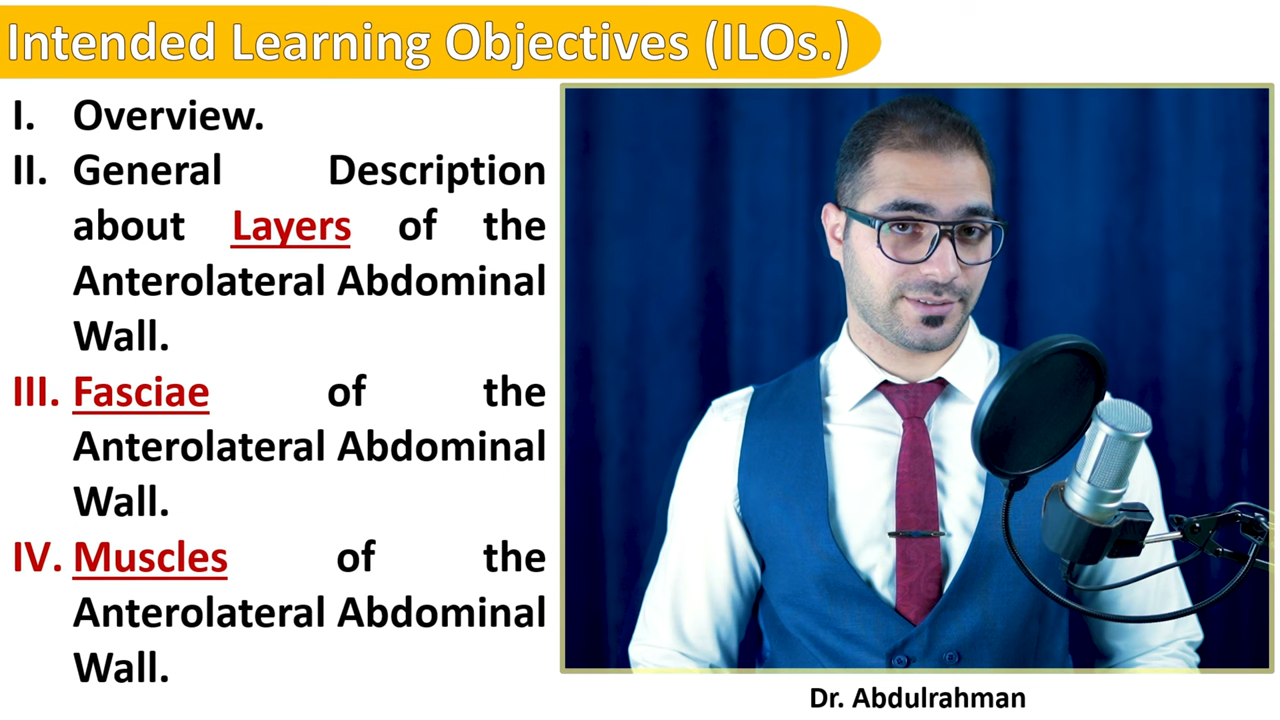 Intended Learning Objectives (ILOs.)
I. Overview.
II. General Description
about Layers of the
Anterolateral Abdominal
Wall.
III. Fasciae of the
Anterolateral Abdominal
Wall.
IV. Muscles of the
Anterolateral Abdominal
Wall.
Dr. Abdulrahman